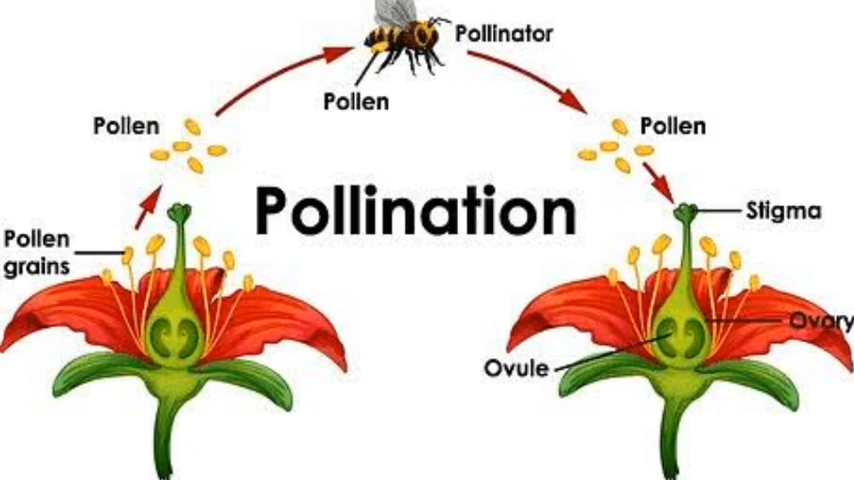 Pollinator
Pollen
Pollen
Pollen
Pollination
Pollen
grains
Stigma
Ovary
Ovule